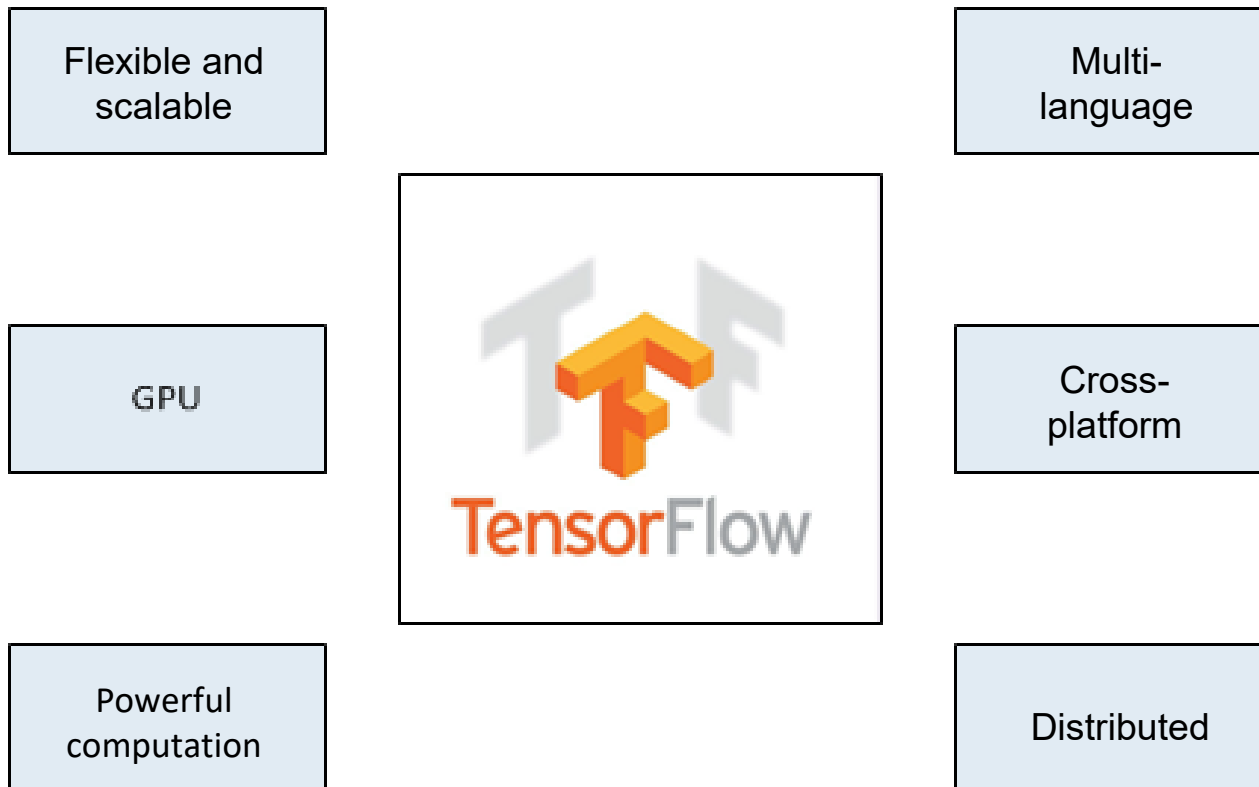 Flexible and
scalable
Multi-
language
GPU
TensorFlow
Cross-
platform
Powerful
computation
Distributed